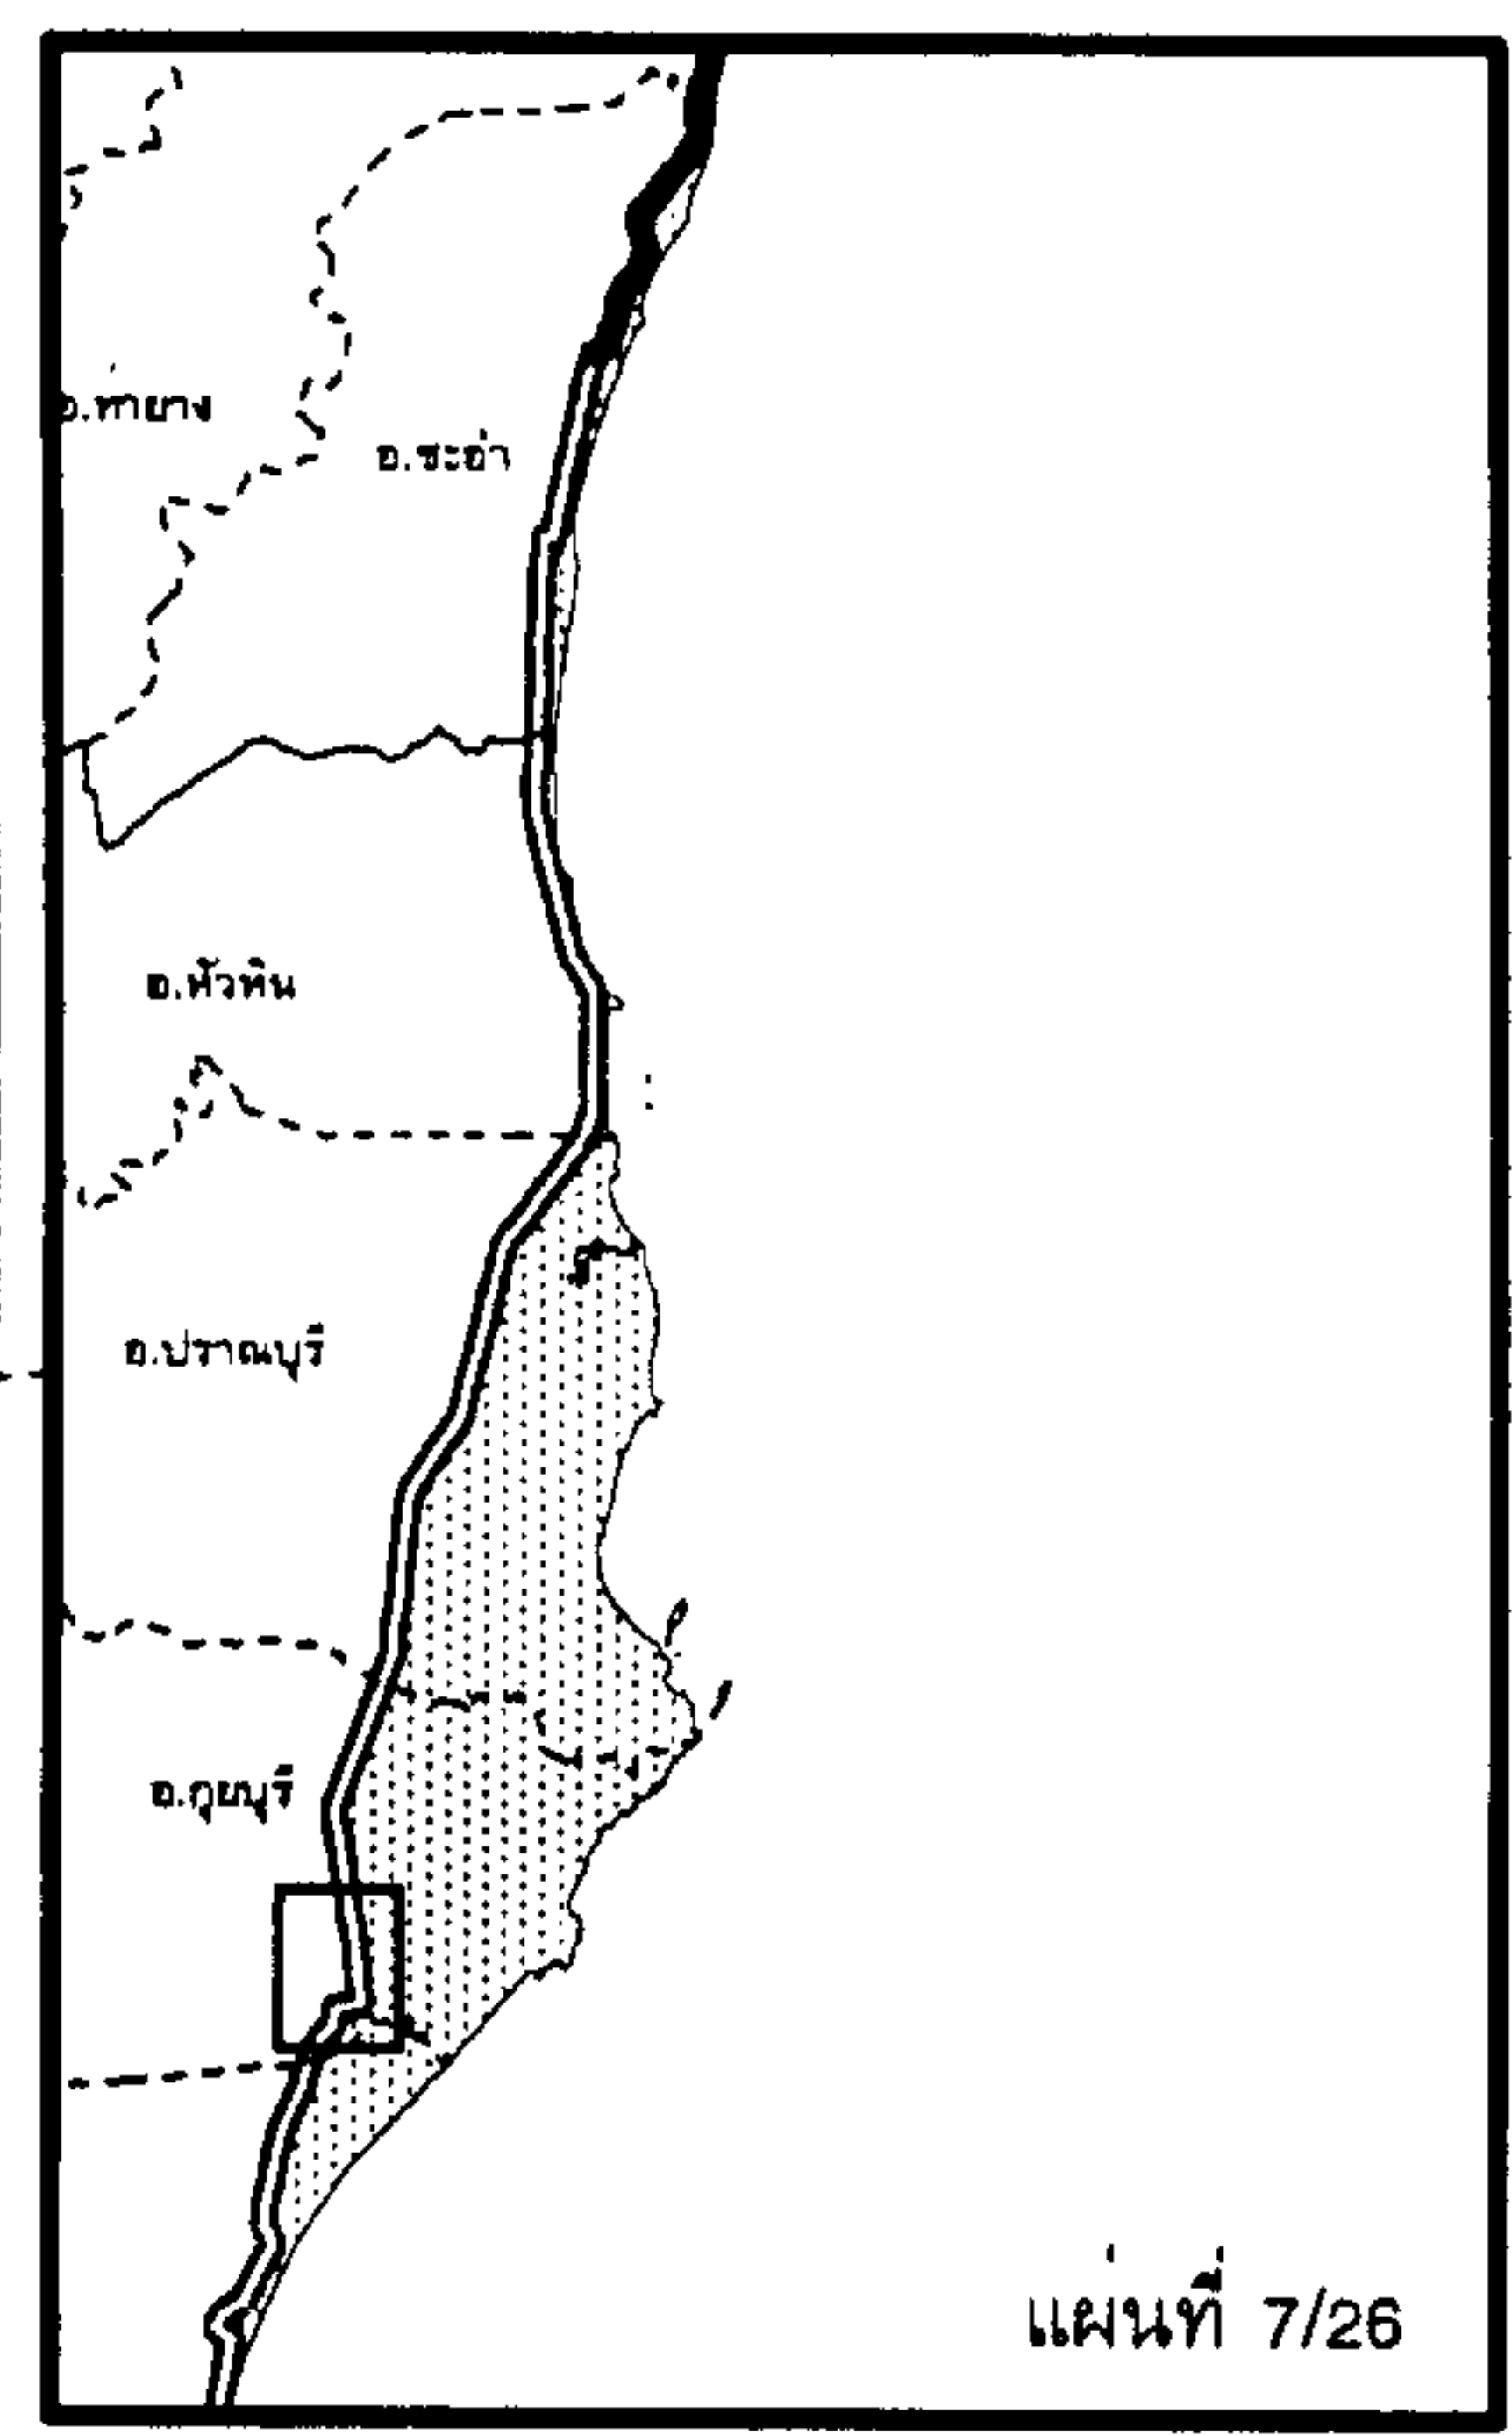 อ.ท่ายาง
อ.ชะอำ
อ.หัวหิน
อ.ปราณบุรี
อ.กุยบุรี
แผ่นที่ 7/26